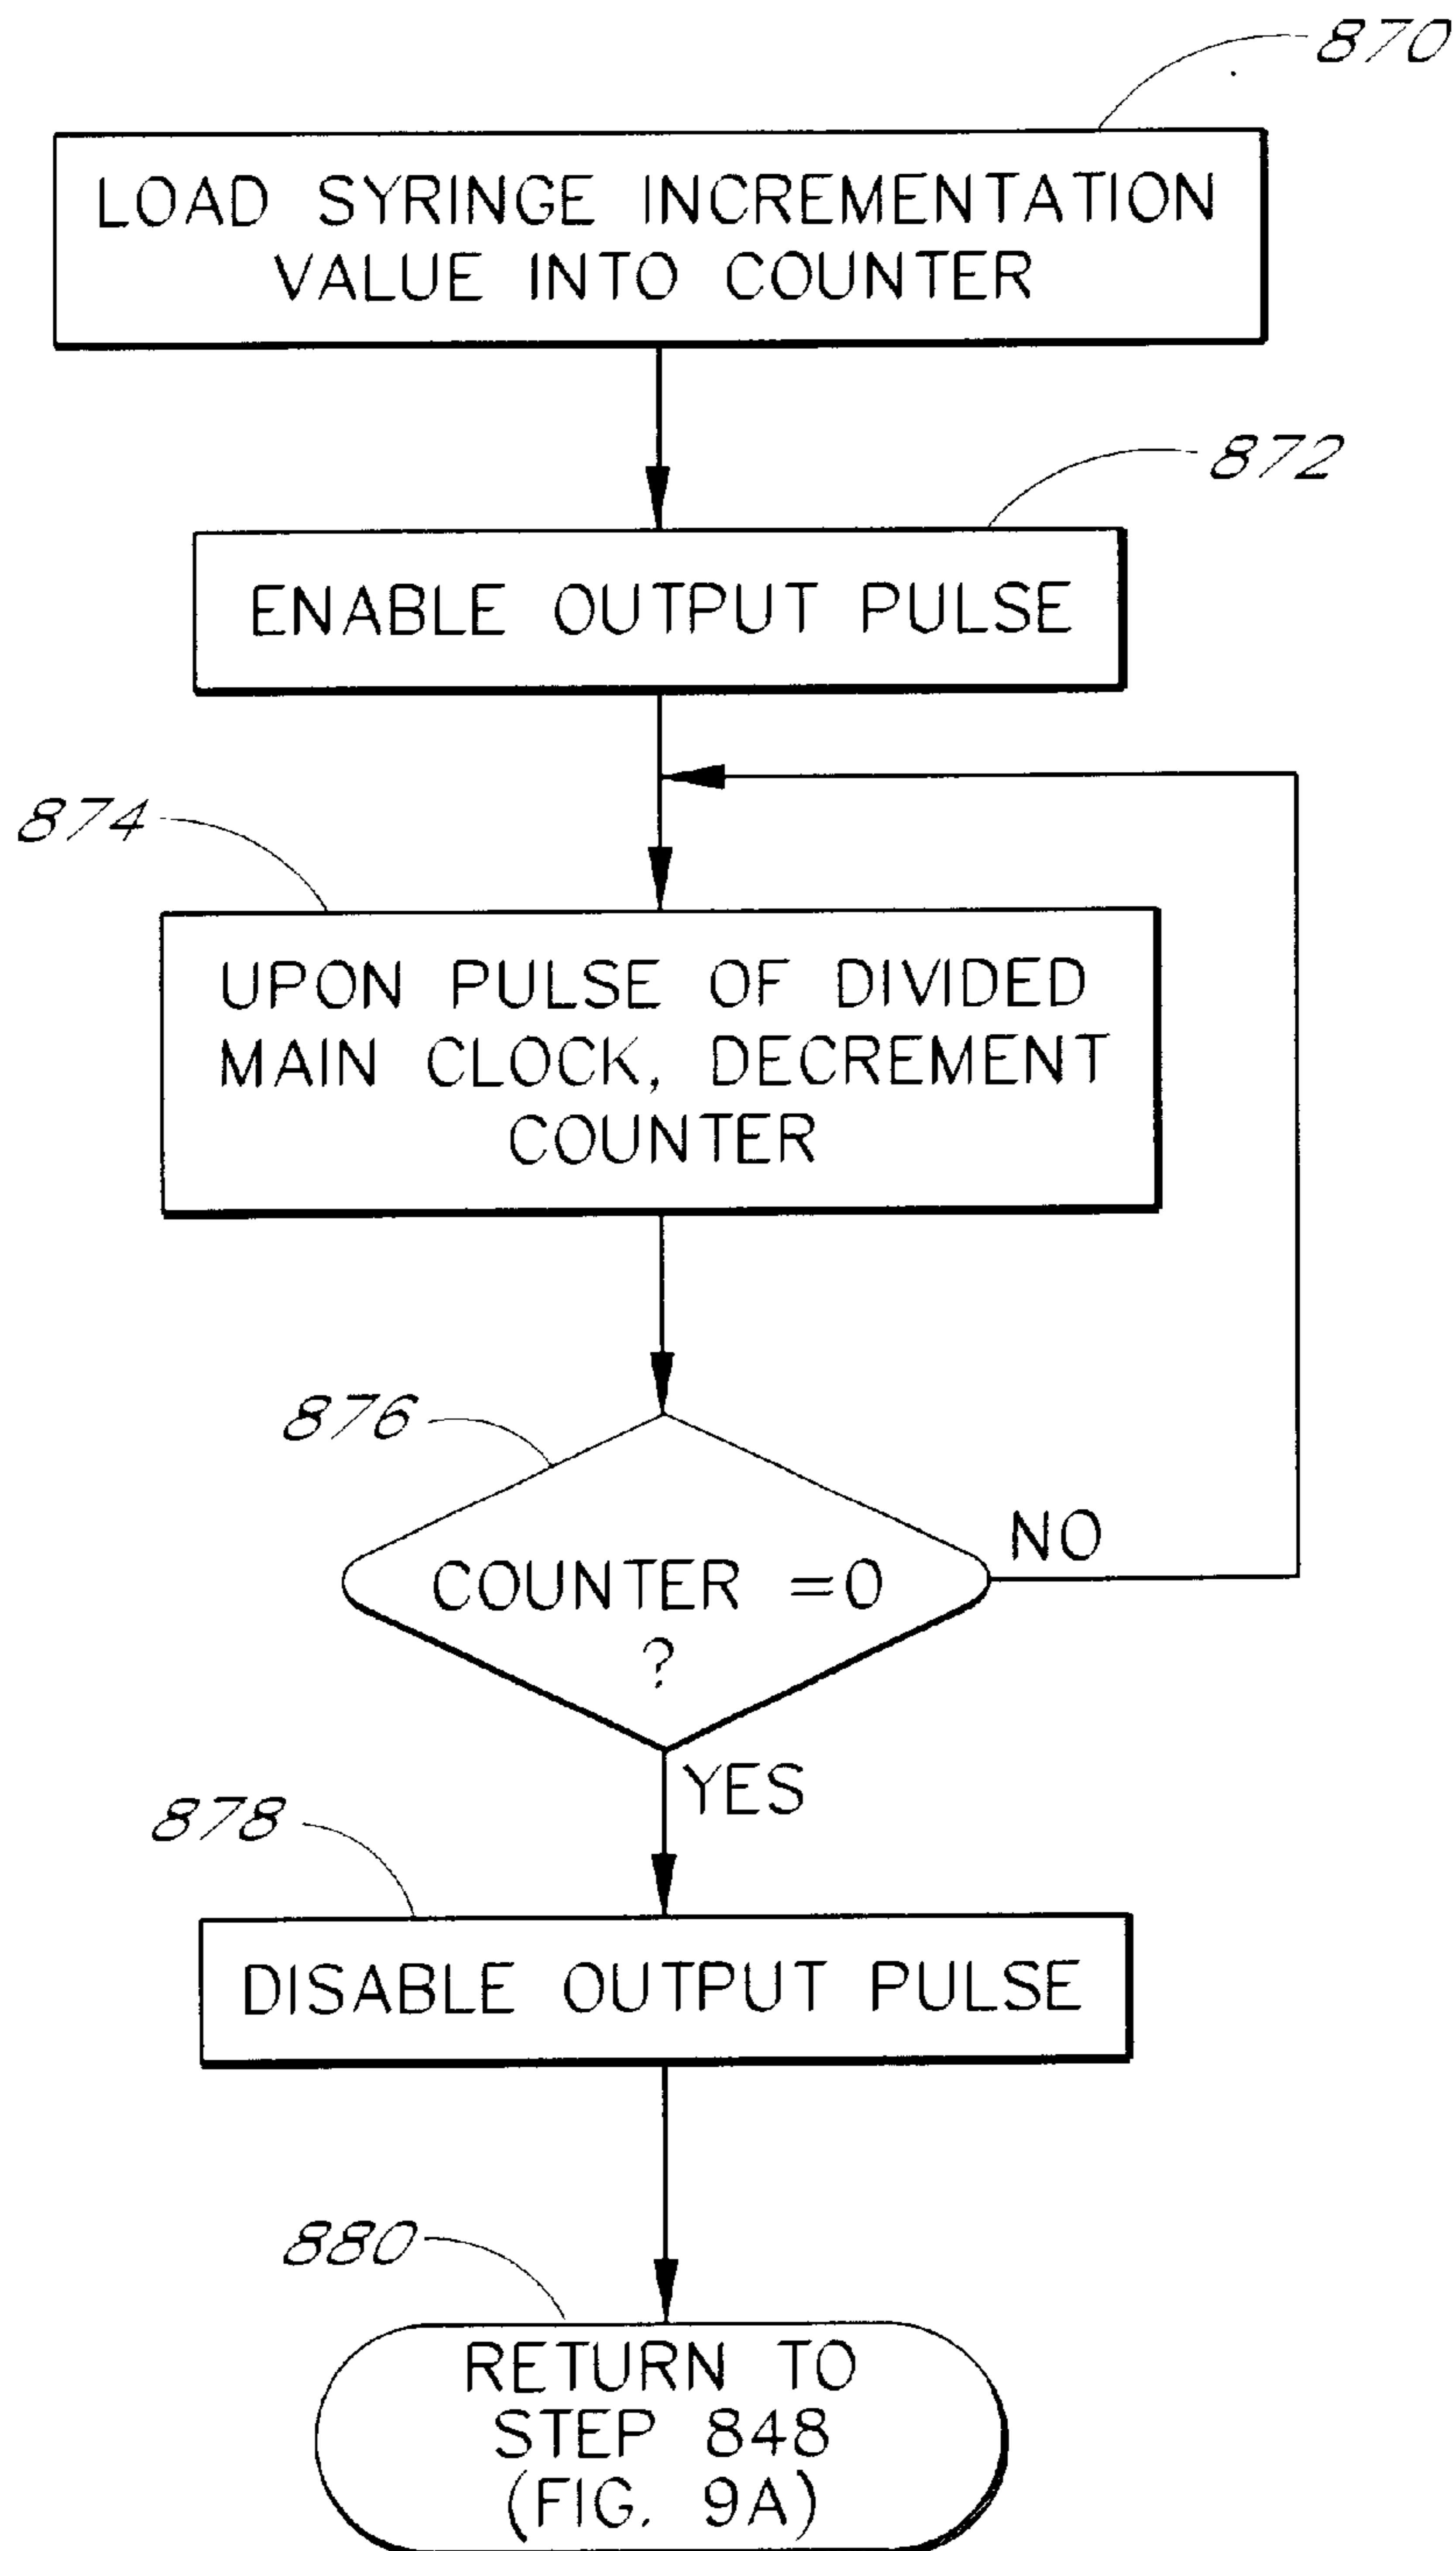 870
LOAD SYRINGE INCREMENTATION
VALUE INTO COUNTER
872
ENABLE OUTPUT PULSE
874
UPON PULSE OF DIVIDED
MAIN CLOCK, DECREMENT
COUNTER
876
COUNTER =0
?
NO
YES
878
DISABLE OUTPUT PULSE
880
RETURN TO
STEP 848
(FIG. 9A)